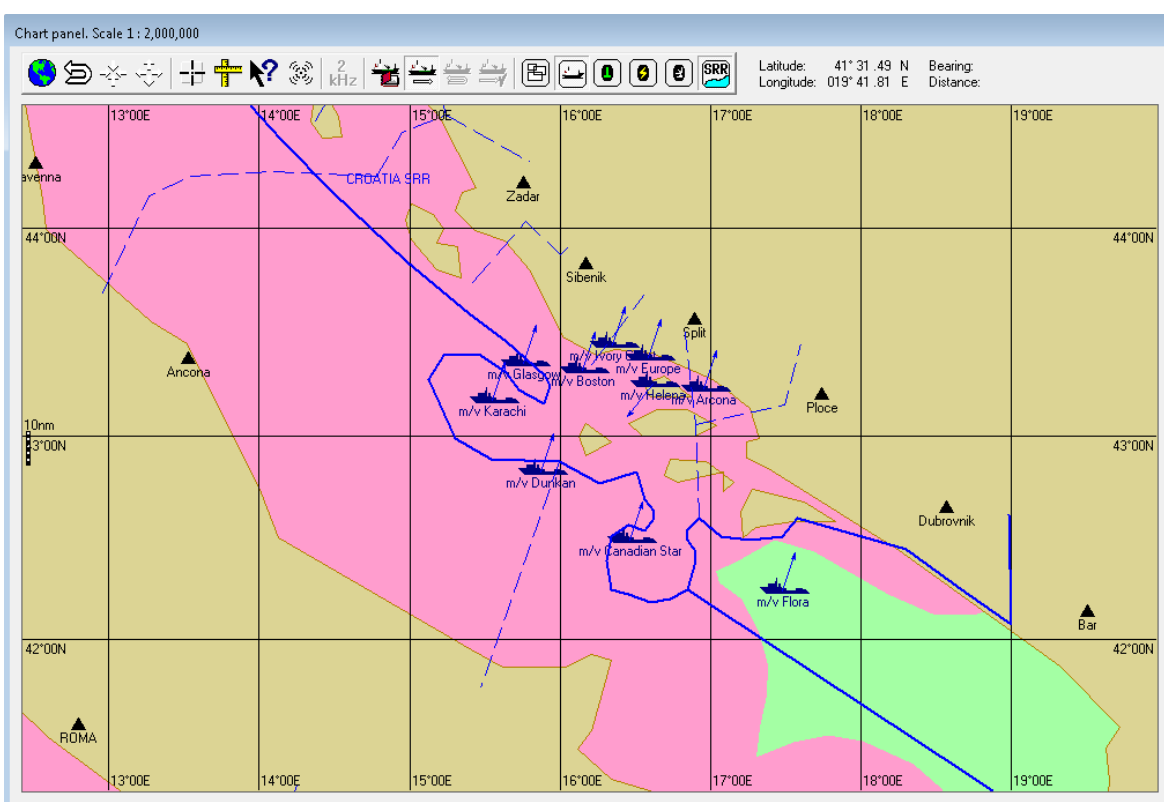 Chart panel. Scale 1 : 2,000,000
2
kHz
SRR
Latitude: 41° 31 .49 N Bearing:
Longitude: 019° 41 .81 E Distance:
13°00E 14°00E 15°00E 16°00E 17°00E 18°00E 19°00E
avenna
CROATIA SRR
Zadar
44°00N 44°00N
Sibenik
Split
m/v Ivory
m/v Europe
Ancona
m/v Glasgow
m/v Boston
m/v Helena
m/v Arcona
m/v Karachi
Ploce
10nm
43°00N 43°00N
m/v Dunkan
Dubrovnik
m/v Canadian Star
m/v Flora
Bar
42°00N 42°00N
ROMA
13°00E 14°00E 15°00E 16°00E 17°00E 18°00E 19°00E